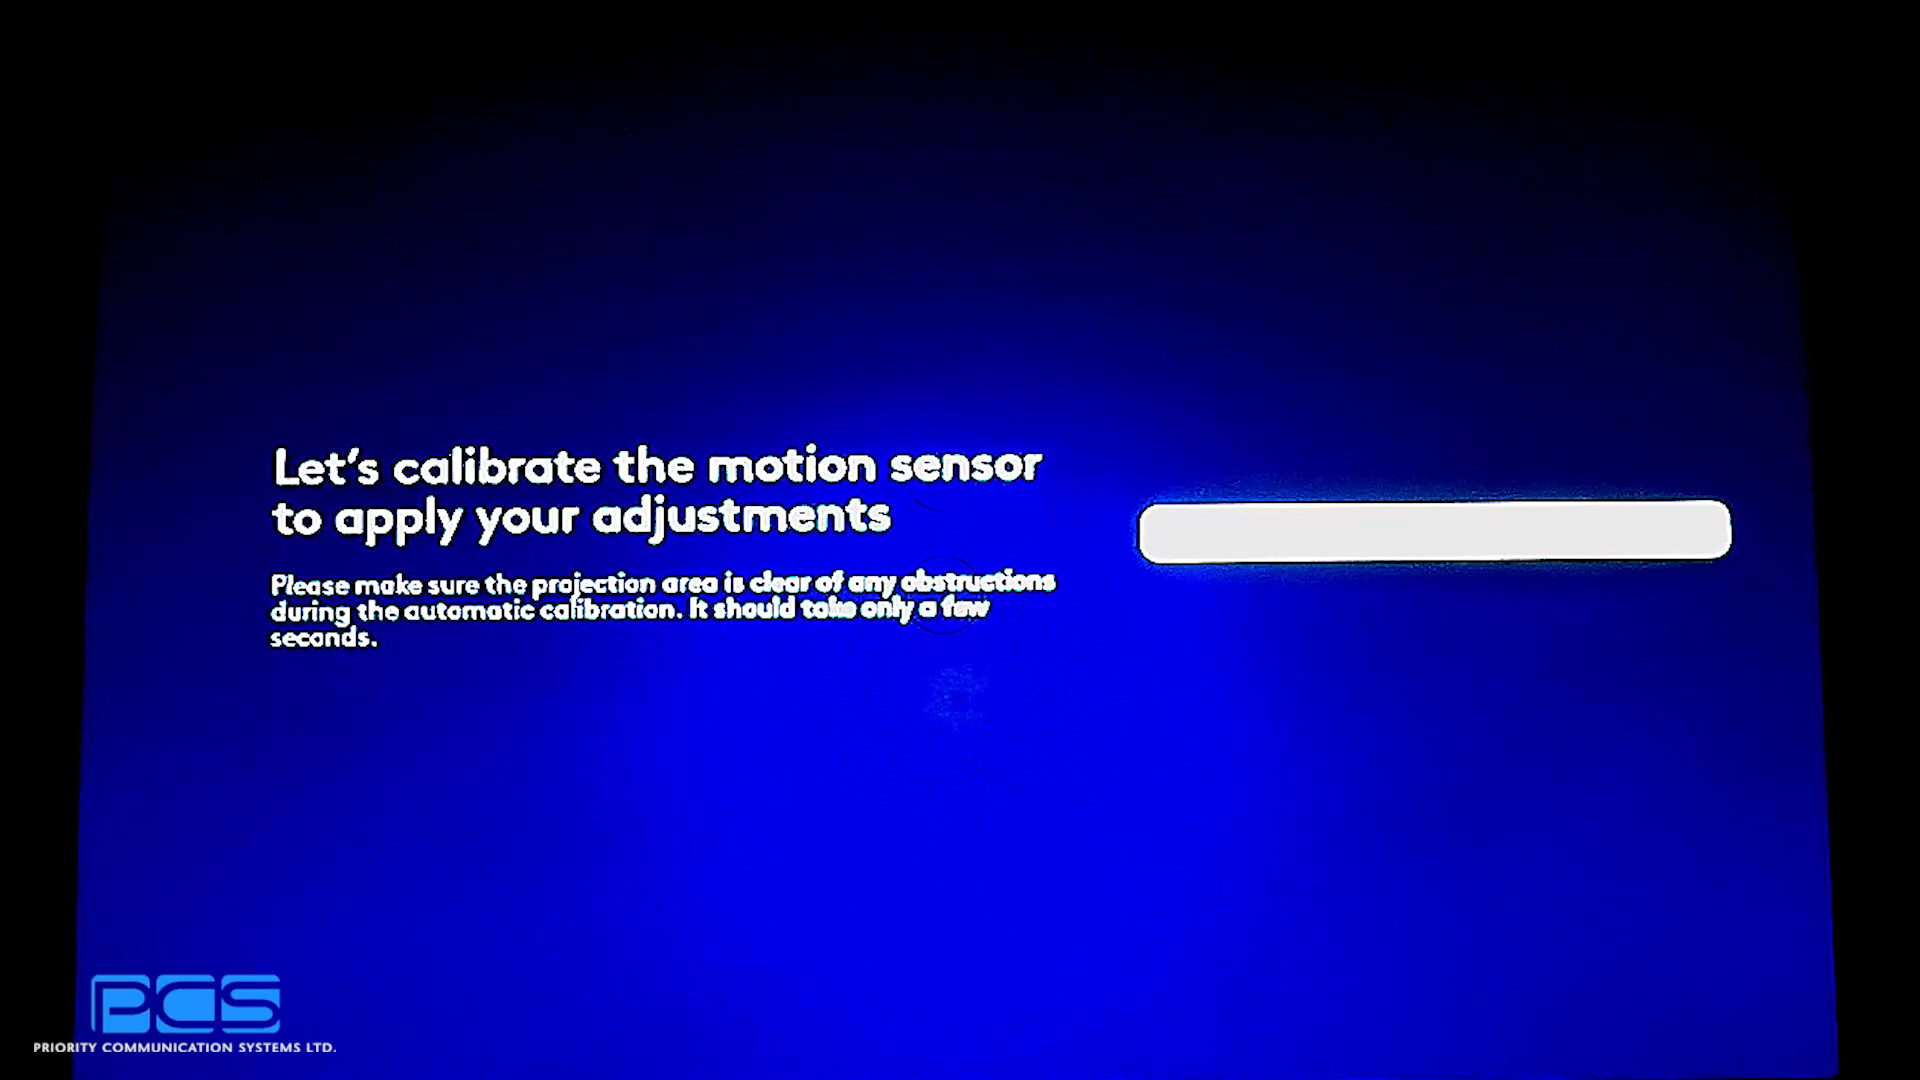 Let's calibrate the motion sensor
to apply your adjustments
Please make sure the projection area is clear of any obstructions
during the automatic calibration. It should take only a few
seconds.
PCS
PRIORITY COMMUNICATION SYSTEMS LTD.